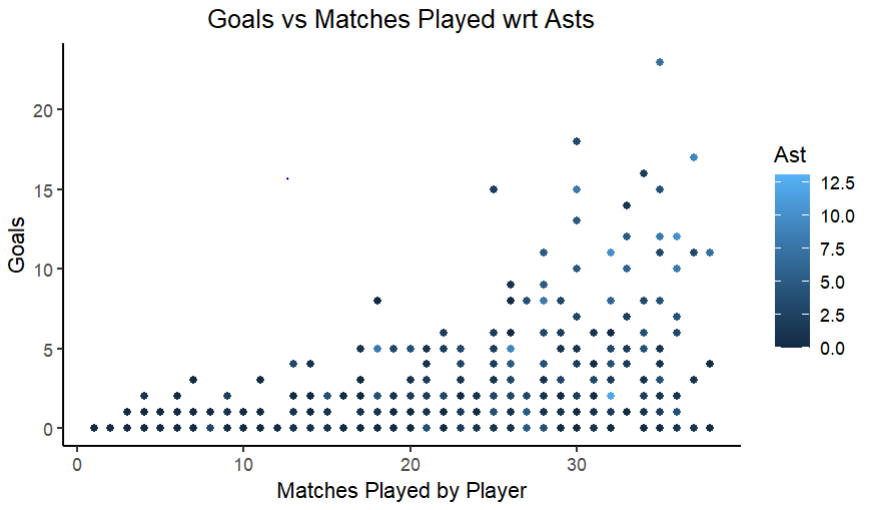 Goals vs Matches Played wrt Asts
20
15
10
5
0
Goals
0 10 20 30
Matches Played by Player
Ast
12.5
10.0
7.5
5.0
2.5
0.0